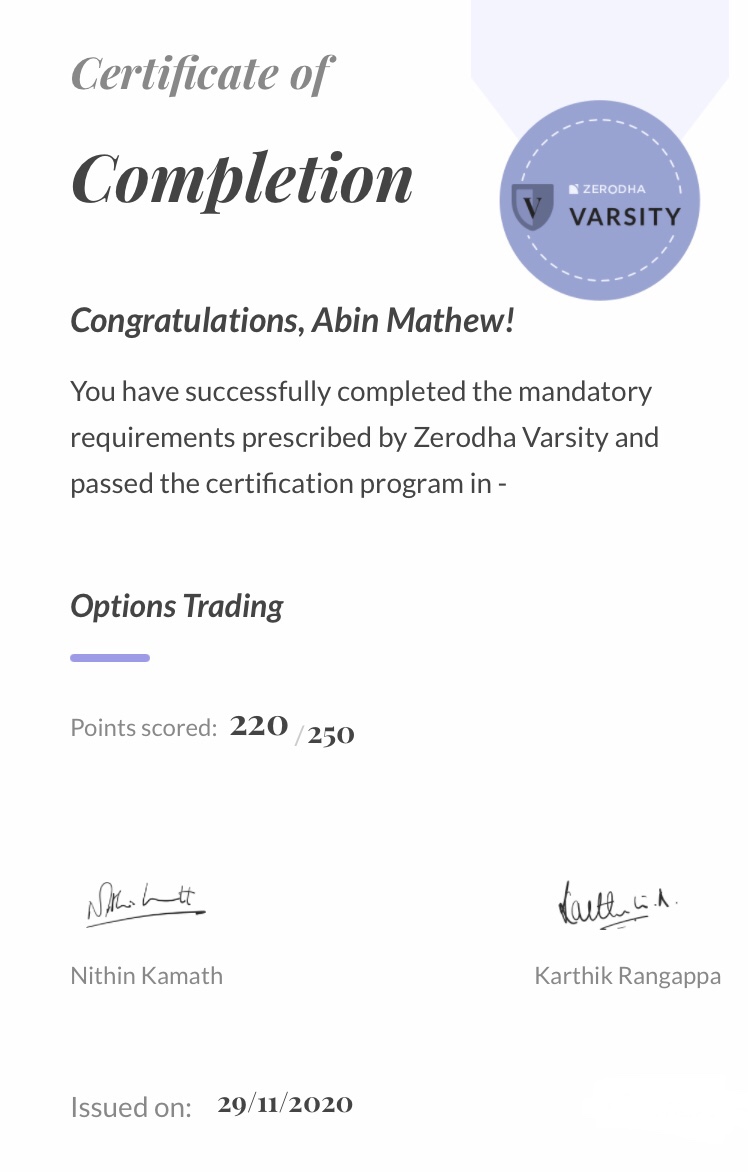 Certificate of
Completion
V
ZERODHA
VARSITY
Congratulations, Abin Mathew!
You have successfully completed the mandatory
requirements prescribed by Zerodha Varsity and
passed the certification program in -
Options Trading
Points scored: 220 / 250
Nithin Kamath
Karthik Rangappa
Issued on: 29/11/2020